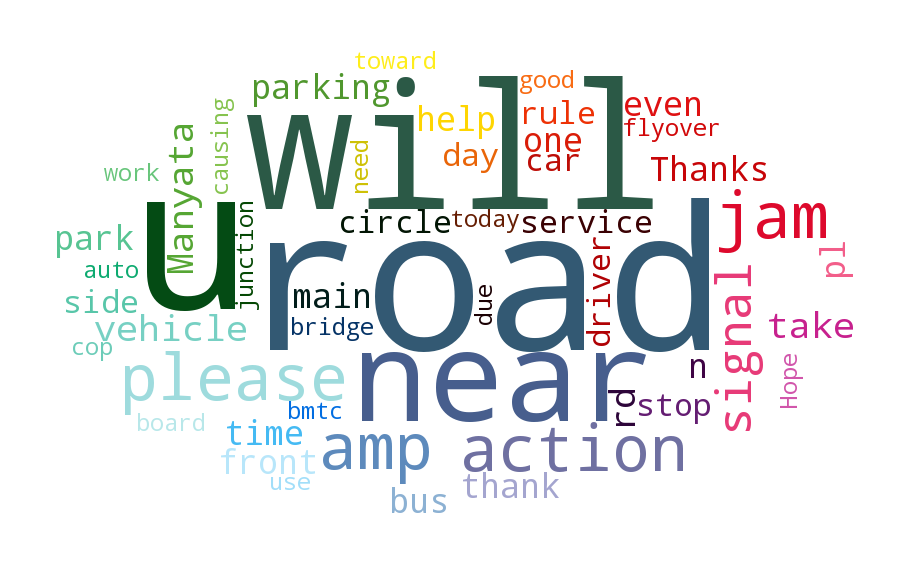 toward
good
parking
will
help
rule
even
flyover
one
day
car
Thanks
causing
Manyata
need
work
u
junction
circle
today
service
jam
park
auto
road
driver
pl
signal
side
main
due
vehicle
bridge
take
cop
near
n
Hope
please
rd
stop
bmtc
board
time
amp
action
front
thank
use
bus